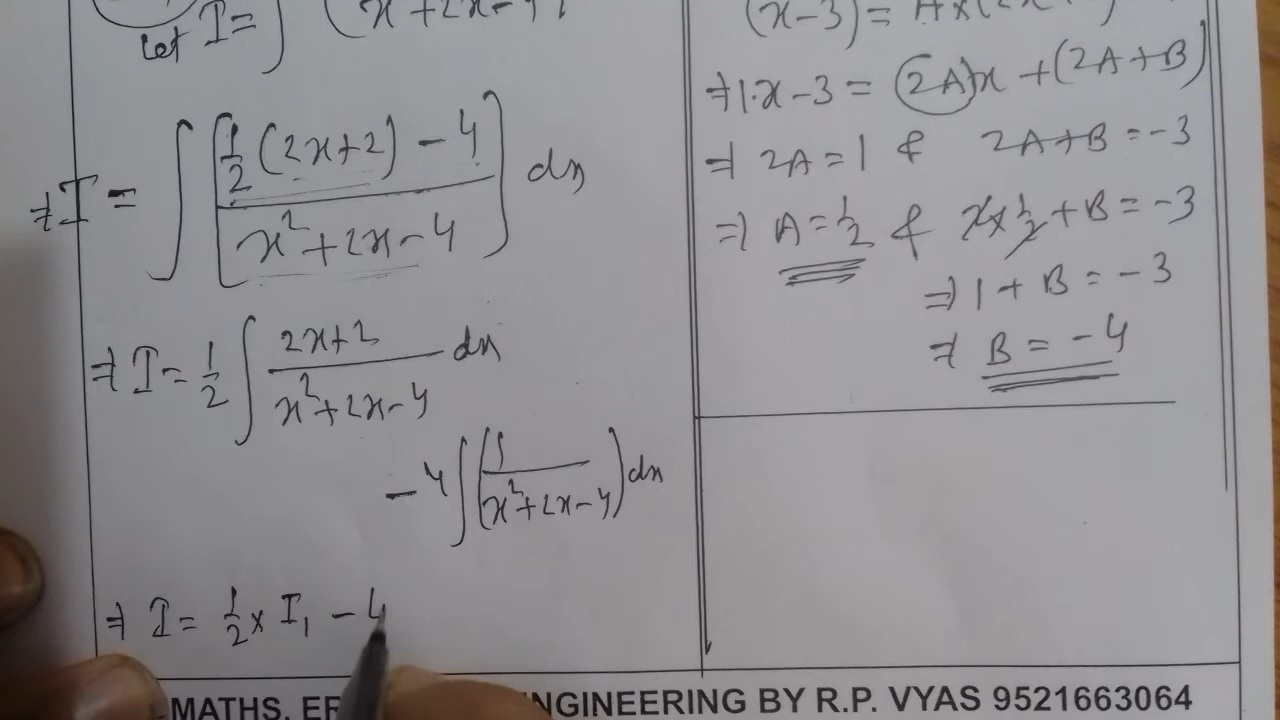 let I = ∫ (x + 2x - 4)
⇒ I = ∫ [ (1/2 (2x+2) - 4) / (x² + 2x - 4) ] dx
⇒ I = 1/2 ∫ (2x+2) / (x² + 2x - 4) dx
- 4 ∫ ( 1 / (x² + 2x - 4) ) dx
⇒ I = 1/2 × I₁ - 4
(x - 3) = A × (2x
⇒ 1·x - 3 = (2A)x + (2A + B)
⇒ 2A = 1 & 2A + B = -3
⇒ A = 1/2 & 2 × 1/2 + B = -3
⇒ 1 + B = -3
⇒ B = -4
MATHS. ER NGINEERING BY R.P. VYAS 9521663064